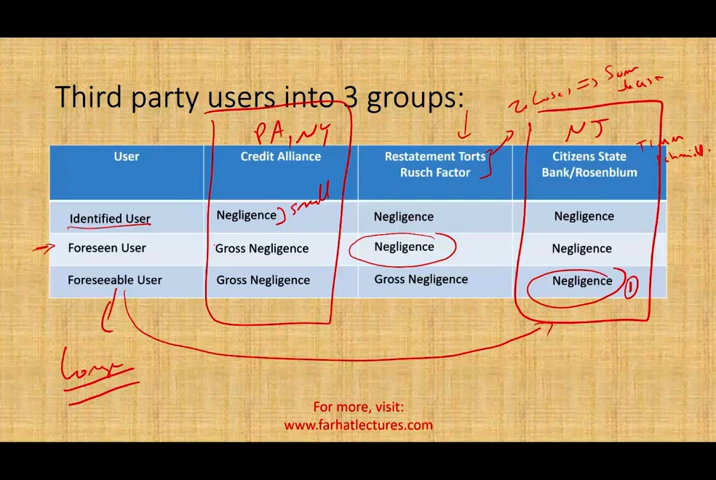 Third party users into 3 groups:
PA, NY
NJ
User Credit Alliance Restatement Torts Rusch Factor Citizens State Bank/Rosenblum
Identified User Negligence Negligence Negligence
small
Foreseen User Gross Negligence Negligence Negligence
Foreseeable User Gross Negligence Gross Negligence Negligence
1
For more, visit:
www.farhatlectures.com